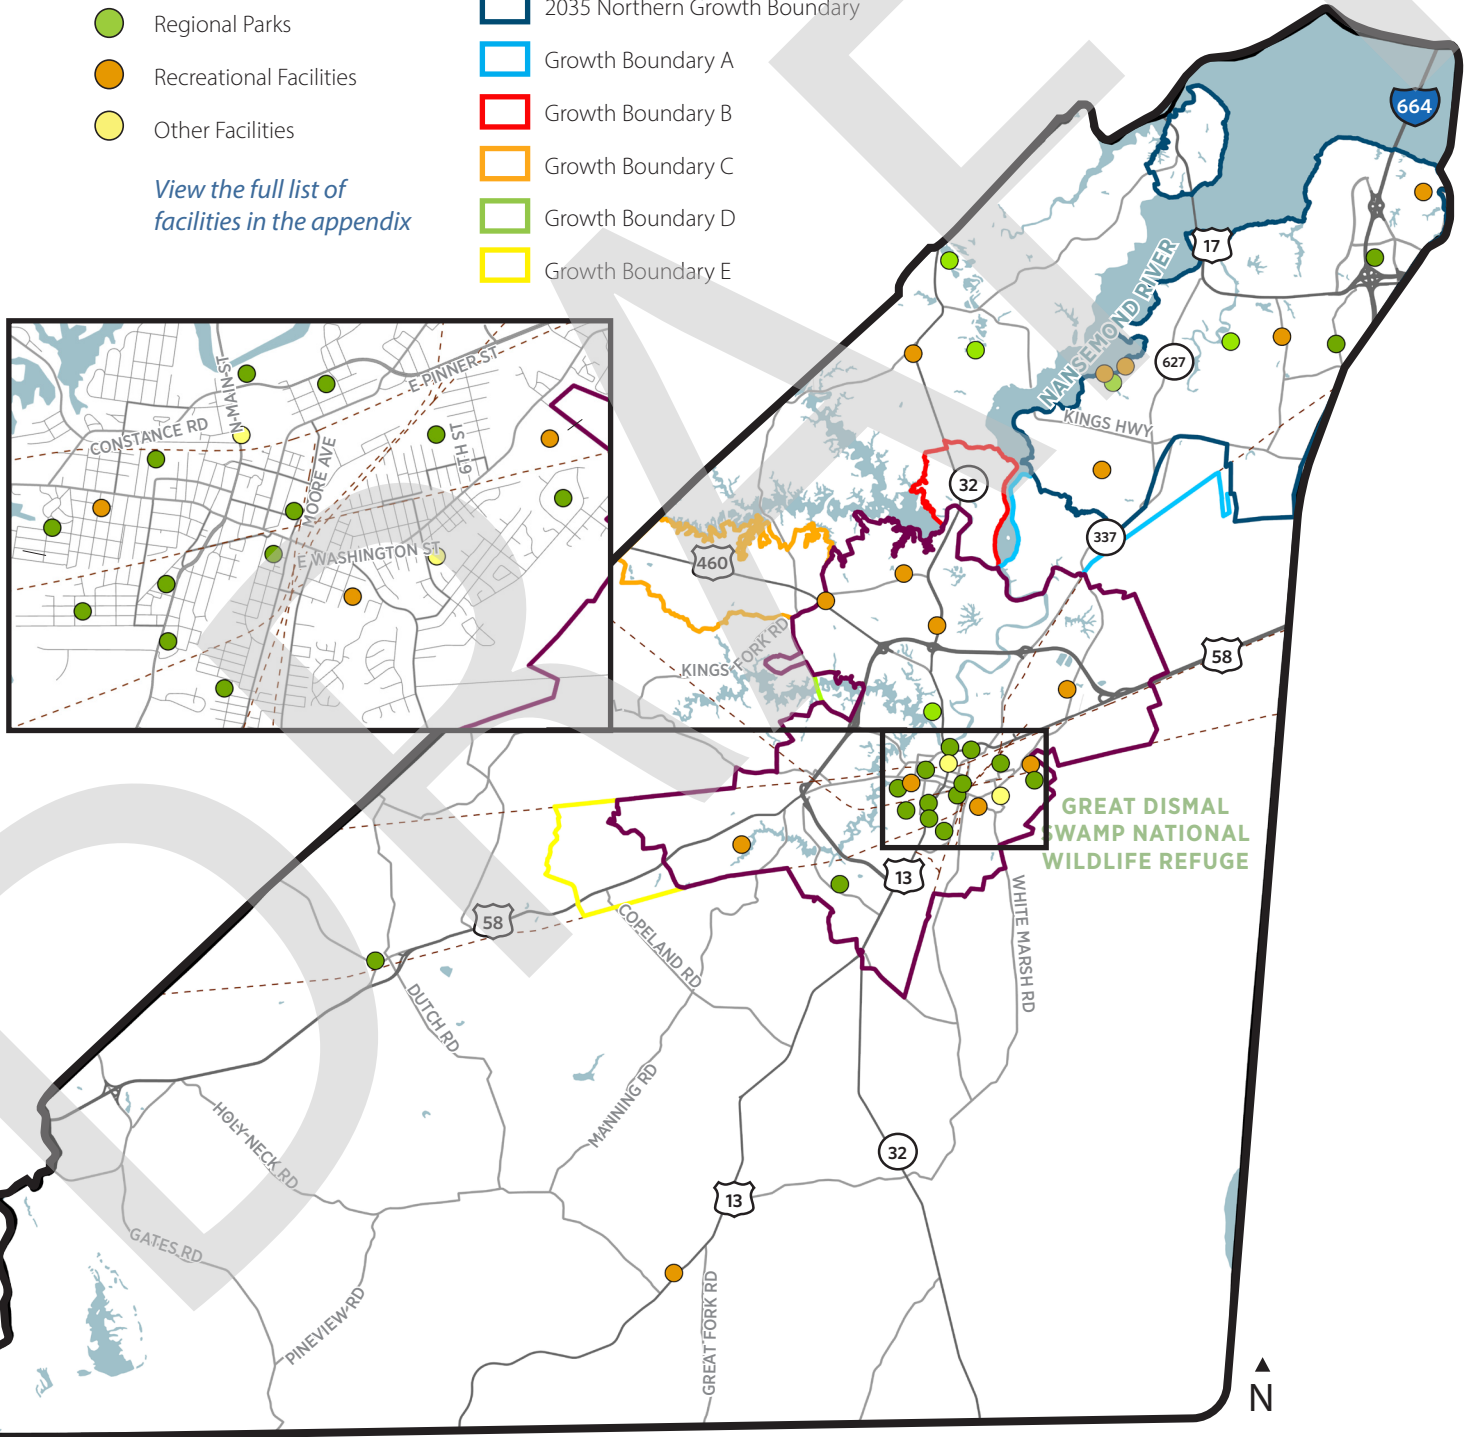 Regional Parks
Recreational Facilities
Other Facilities
View the full list of
facilities in the appendix
2035 Northern Growth Boundary
Growth Boundary A
Growth Boundary B
Growth Boundary C
Growth Boundary D
Growth Boundary E
DRAFT
664
17
NANSEMOND RIVER
627
KINGS HWY
32
337
460
KINGS FORK RD
58
N MAIN ST
E PINNER ST
CONSTANCE RD
MOORE AVE
6TH ST
E WASHINGTON ST
GREAT DISMAL
SWAMP NATIONAL
WILDLIFE REFUGE
13
58
COPELAND RD
WHITE MARSH RD
DUTCH RD
MANNING RD
HOLY NECK RD
32
13
GATES RD
PINEVIEW RD
GREAT FORK RD
N